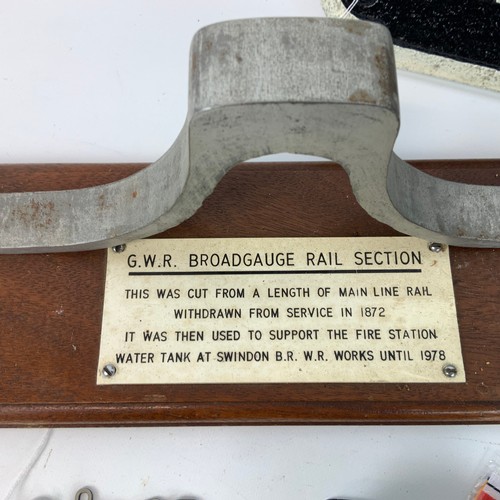 G.W.R. BROADGAUGE RAIL SECTION
THIS WAS CUT FROM A LENGTH OF MAIN LINE RAIL
WITHDRAWN FROM SERVICE IN 1872
IT WAS THEN USED TO SUPPORT THE FIRE STATION
WATER TANK AT SWINDON B.R. W.R. WORKS UNTIL 1978